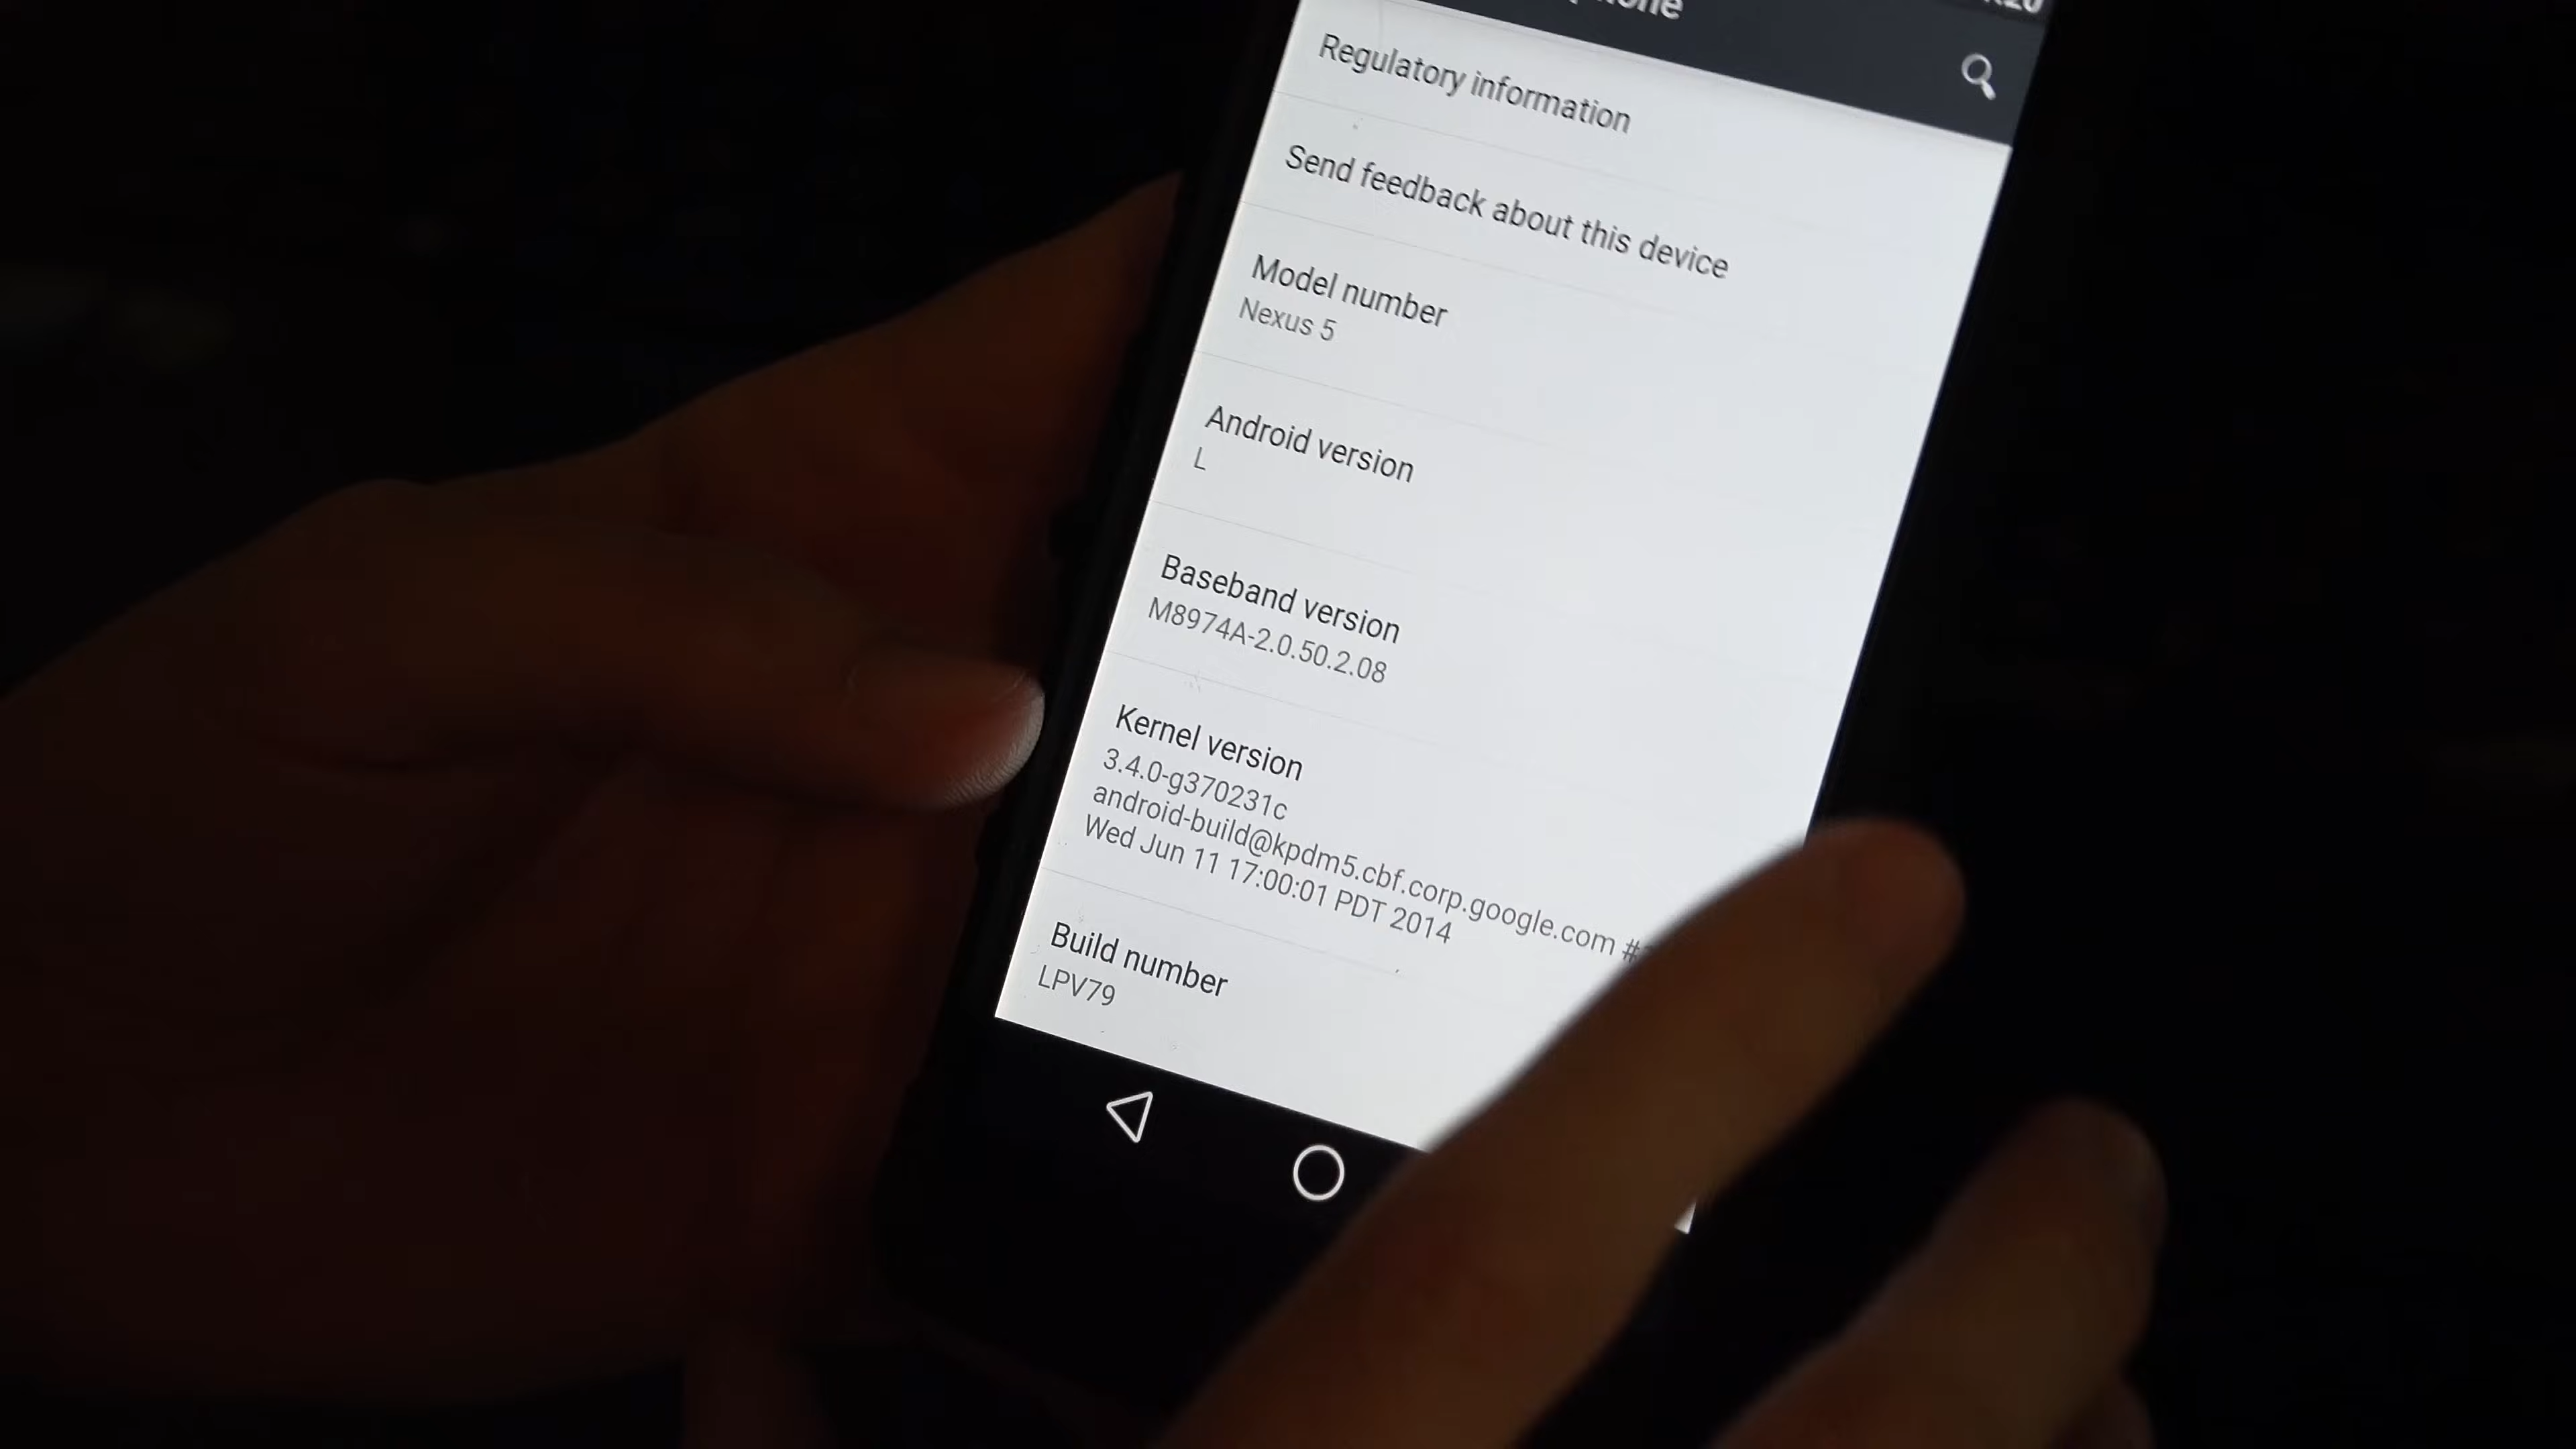 Regulatory information
Send feedback about this device
Model number
Nexus 5
Android version
L
Baseband version
M8974A-2.0.50.2.08
Kernel version
3.4.0-g370231c
android-build@kpdm5.cbf.corp.google.com #
Wed Jun 11 17:00:01 PDT 2014
Build number
LPV79